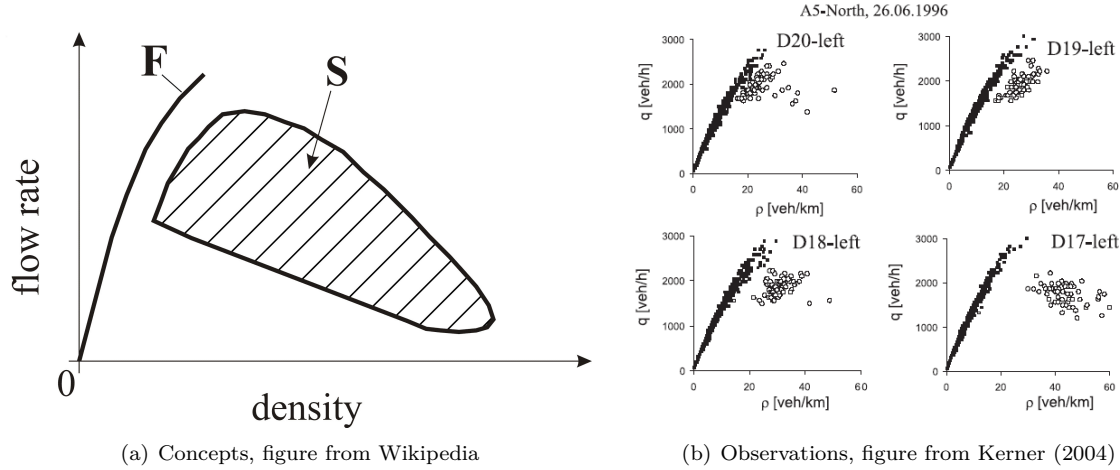 F
S
flow rate
0
density
(a) Concepts, figure from Wikipedia
A5-North, 26.06.1996
D20-left
3000
2000
1000
0
q [veh/h]
0 20 40 60
ρ [veh/km]
D19-left
3000
2000
1000
0
q [veh/h]
0 20 40 60
ρ [veh/km]
D18-left
3000
2000
1000
0
q [veh/h]
0 20 40 60
ρ [veh/km]
D17-left
3000
2000
1000
0
q [veh/h]
0 20 40 60
ρ [veh/km]
(b) Observations, figure from Kerner (2004)